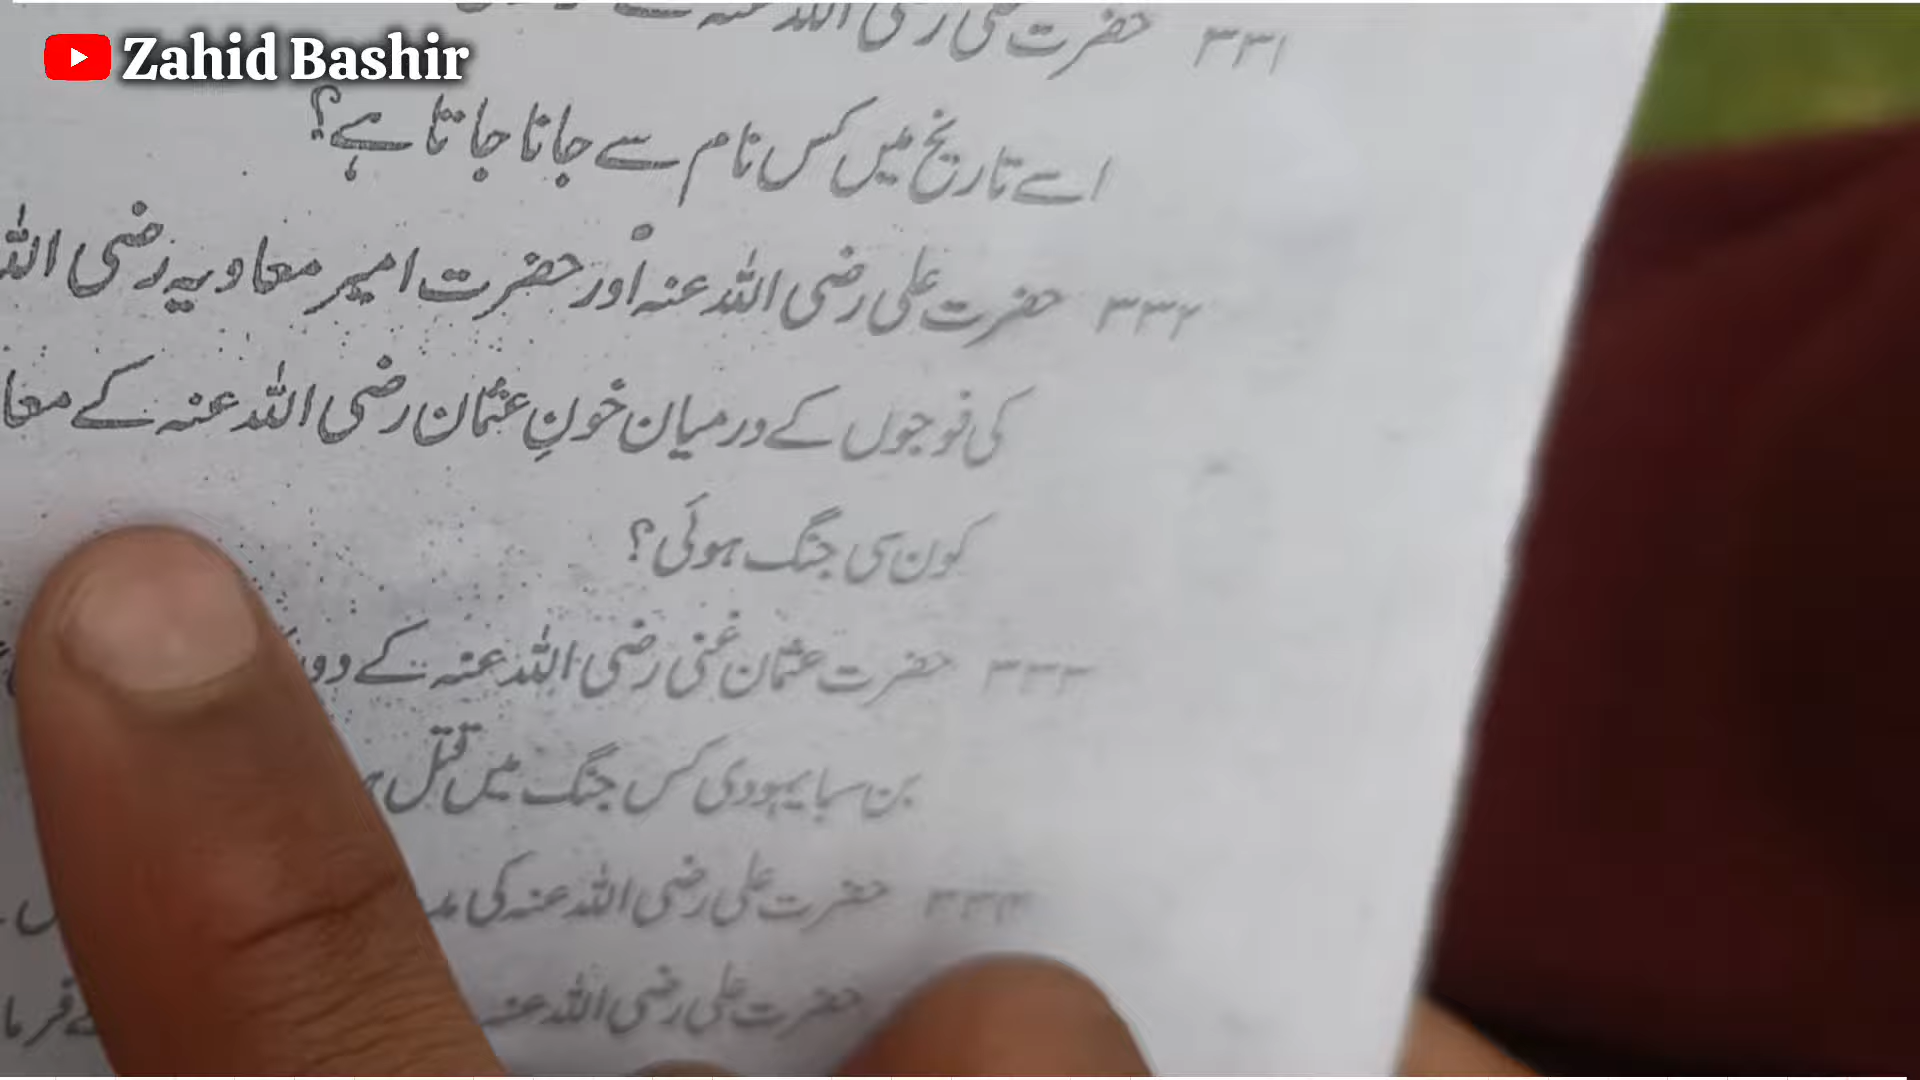 Zahid Bashir
۳۳۱ حضرت علی رضی اللہ عنہ
اسے تاریخ میں کس نام سے جانا جاتا ہے؟
۳۳۲ حضرت علی رضی اللہ عنہ اور حضرت امیر معاویہ رضی اللہ
کی فوجوں کے درمیان خونِ عثمان رضی اللہ عنہ کے معا
کون سی جنگ ہوئی؟
۳۳۳ حضرت عثمان غنی رضی اللہ عنہ کے دور
بن سبا یہودی کس جنگ میں قتل
۳۳۴ حضرت علی رضی اللہ عنہ کی
حضرت علی رضی اللہ عنہ